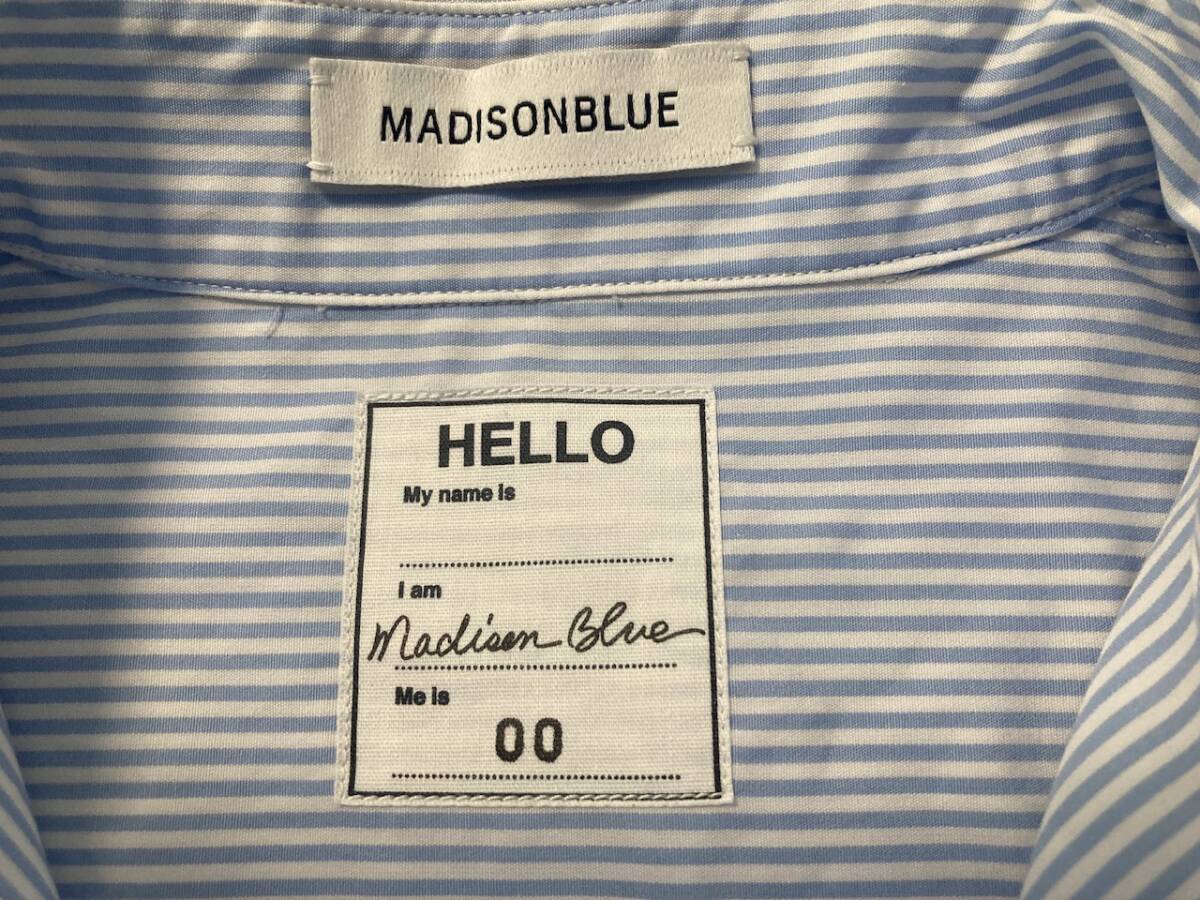 MADISONBLUE
HELLO
My name is
I am
Madison Blue
Me is
00